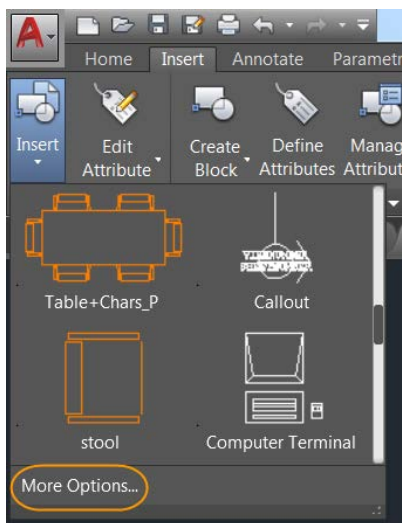 A
Home Insert Annotate Parametr
Insert Edit Attribute Create Block Define Attributes Manag Attribut
Table+Chars_P Callout
stool Computer Terminal
More Options...